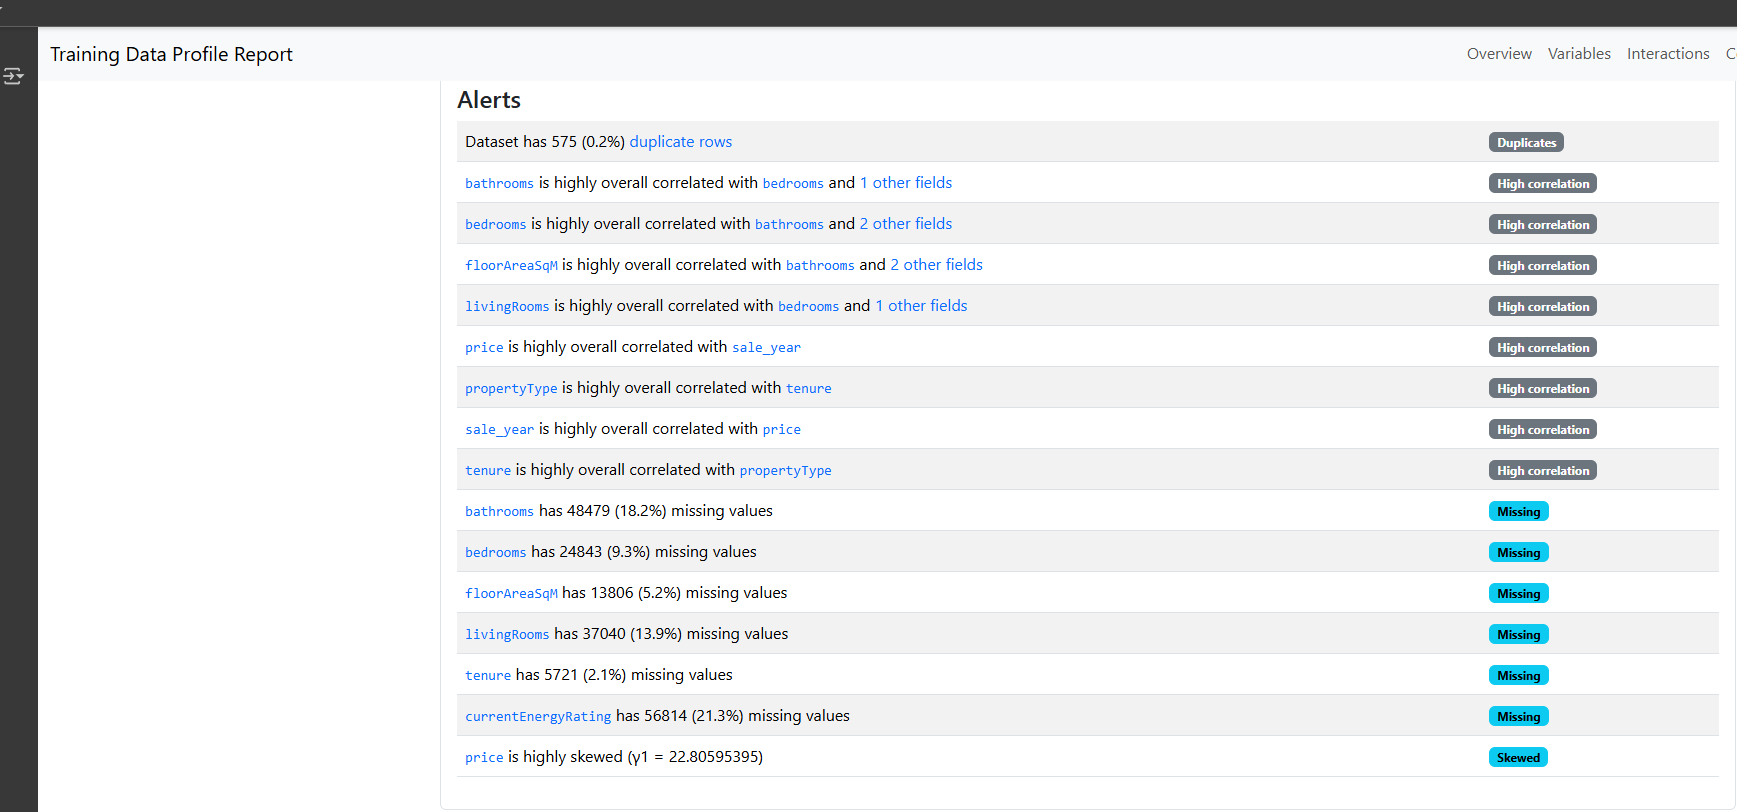 Training Data Profile Report
Overview Variables Interactions
Alerts
Dataset has 575 (0.2%) duplicate rows Duplicates
bathrooms is highly overall correlated with bedrooms and 1 other fields High correlation
bedrooms is highly overall correlated with bathrooms and 2 other fields High correlation
floorAreaSqM is highly overall correlated with bathrooms and 2 other fields High correlation
livingRooms is highly overall correlated with bedrooms and 1 other fields High correlation
price is highly overall correlated with sale_year High correlation
propertyType is highly overall correlated with tenure High correlation
sale_year is highly overall correlated with price High correlation
tenure is highly overall correlated with propertyType High correlation
bathrooms has 48479 (18.2%) missing values Missing
bedrooms has 24843 (9.3%) missing values Missing
floorAreaSqM has 13806 (5.2%) missing values Missing
livingRooms has 37040 (13.9%) missing values Missing
tenure has 5721 (2.1%) missing values Missing
currentEnergyRating has 56814 (21.3%) missing values Missing
price is highly skewed (γ1 = 22.80595395) Skewed